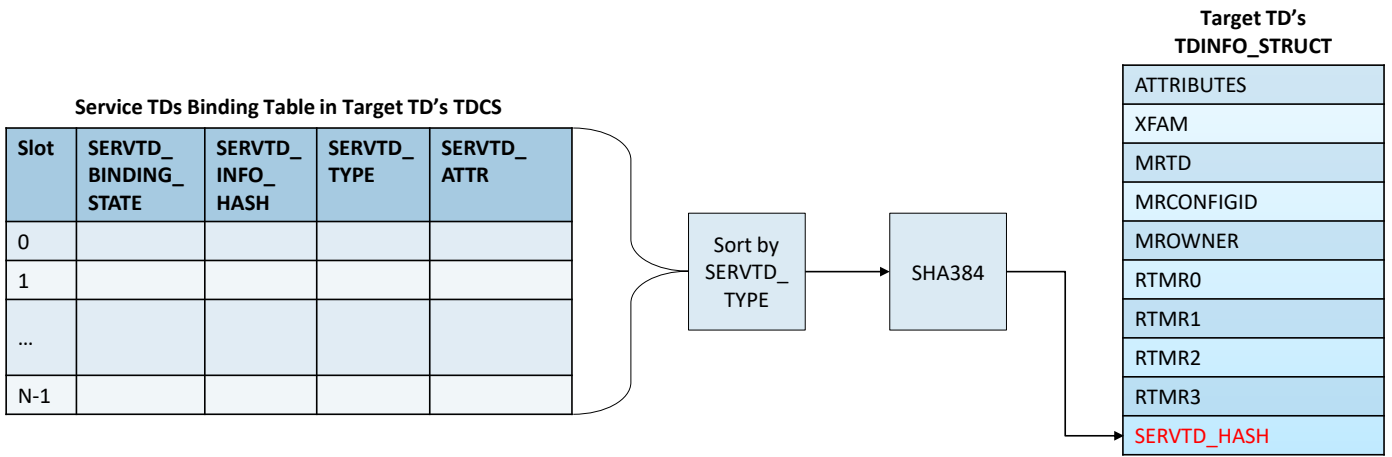 Target TD’s
TDINFO_STRUCT
Service TDs Binding Table in Target TD’s TDCS
Slot
SERVTD_
BINDING_
STATE
SERVTD_
INFO_
HASH
SERVTD_
TYPE
SERVTD_
ATTR
0
1
…
N-1
Sort by
SERVTD_
TYPE
SHA384
ATTRIBUTES
XFAM
MRTD
MRCONFIGID
MROWNER
RTMR0
RTMR1
RTMR2
RTMR3
SERVTD_HASH